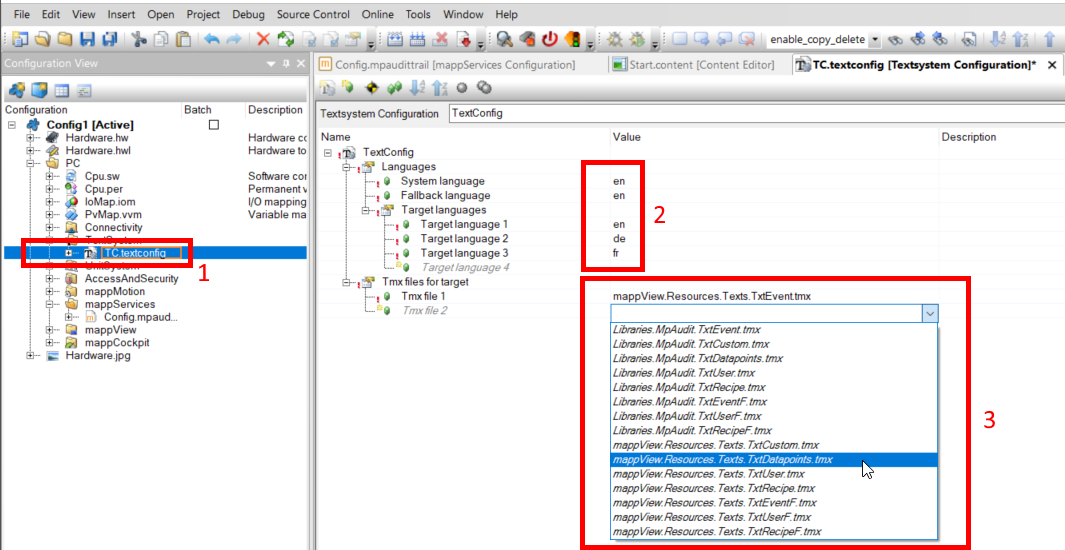 File Edit View Insert Open Project Debug Source Control Online Tools Window Help
enable_copy_delete
Configuration View
Config.mpaudittrail [mappServices Configuration]
Start.content [Content Editor]
TC.textconfig [Textsystem Configuration]*
Configuration Batch Description
Config1 [Active]
Hardware.hw Hardware co
Hardware.hwl Hardware to
PC
Cpu.sw Software con
Cpu.per Permanent v
IoMap.iom I/O mapping
PvMap.vvm Variable ma
Connectivity
TextSystem
TC.textconfig
1
UnitSystem
AccessAndSecurity
mappMotion
mappServices
Config.mpaud...
mappView
mappCockpit
Hardware.jpg
Textsystem Configuration TextConfig
Name Value Description
TextConfig
Languages
System language en
Fallback language en
Target languages
2
Target language 1 en
Target language 2 de
Target language 3 fr
Target language 4
Tmx files for target
Tmx file 1 mappView.Resources.Texts.TxtEvent.tmx
Tmx file 2
Libraries.MpAudit.TxtEvent.tmx
Libraries.MpAudit.TxtCustom.tmx
Libraries.MpAudit.TxtDatapoints.tmx
Libraries.MpAudit.TxtUser.tmx
Libraries.MpAudit.TxtRecipe.tmx
Libraries.MpAudit.TxtEventF.tmx
Libraries.MpAudit.TxtUserF.tmx
3
Libraries.MpAudit.TxtRecipeF.tmx
mappView.Resources.Texts.TxtCustom.tmx
mappView.Resources.Texts.TxtDatapoints.tmx
mappView.Resources.Texts.TxtUser.tmx
mappView.Resources.Texts.TxtRecipe.tmx
mappView.Resources.Texts.TxtEventF.tmx
mappView.Resources.Texts.TxtUserF.tmx
mappView.Resources.Texts.TxtRecipeF.tmx